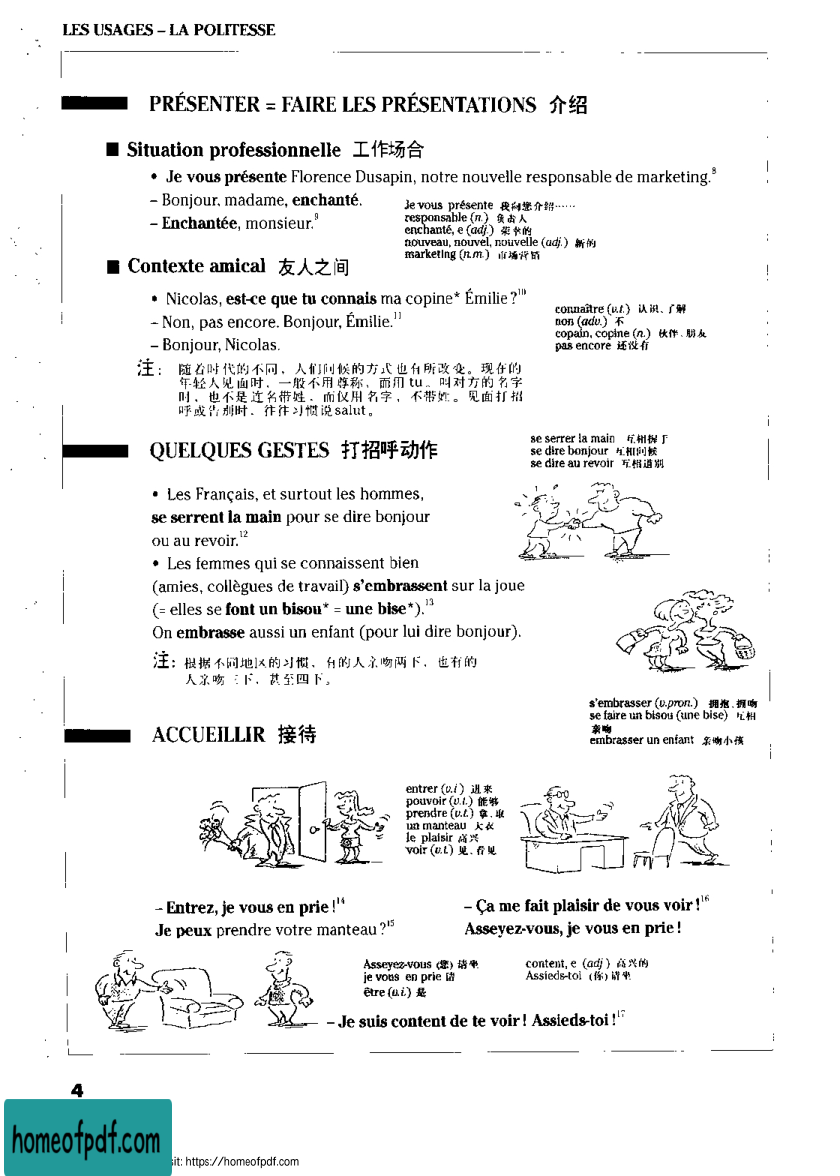 LES USAGES – LA POLITESSE
PRÉSENTER = FAIRE LES PRÉSENTATIONS 介绍
■ Situation professionnelle 工作场合
• Je vous présente Florence Dusapin, notre nouvelle responsable de marketing.⁸
– Bonjour, madame, enchanté.
– Enchantée, monsieur.⁹
Je vous présente 我向您介绍……
responsable (n.) 负责人
enchanté, e (adj.) 荣幸的
nouveau, nouvel, nouvelle (adj.) 新的
marketing (n.m.) 市场营销
■ Contexte amical 友人之间
• Nicolas, est-ce que tu connais ma copine* Émilie ?¹⁰
– Non, pas encore. Bonjour, Émilie.¹¹
– Bonjour, Nicolas.
connaître (v.t.) 认识、了解
non (adv.) 不
copain, copine (n.) 伙伴、朋友
pas encore 还没有
注： 随着时代的不同，人们问候的方式也有所改变。现在的
年轻人见面时，一般不用尊称，而用 tu。叫对方的名字
时，也不是连名带姓，而仅用名字，不带姓。见面打招
呼或告别时，往往习惯说salut。
QUELQUES GESTES 打招呼动作
se serrer la main 互相握手
se dire bonjour 互相问候
se dire au revoir 互相道别
• Les Français, et surtout les hommes,
se serrent la main pour se dire bonjour
ou au revoir.¹²
• Les femmes qui se connaissent bien
(amies, collègues de travail) s'embrassent sur la joue
(= elles se font un bisou* = une bise*).¹³
On embrasse aussi un enfant (pour lui dire bonjour).
注：根据不同地区的习惯，有的人亲吻两下，也有的
人亲吻三下，甚至四下。
s'embrasser (v.pron.) 拥抱、拥吻
se faire un bisou (une bise) 互相
亲吻
embrasser un enfant 亲吻小孩
ACCUEILLIR 接待
entrer (v.i.) 进来
pouvoir (v.t.) 能够
prendre (v.t.) 拿、取
un manteau 大衣
le plaisir 高兴
voir (v.t.) 见、看见
– Entrez, je vous en prie !¹⁴
Je peux prendre votre manteau ?¹⁵
– Ça me fait plaisir de vous voir !¹⁶
Asseyez-vous, je vous en prie !
Asseyez-vous (您) 请坐
je vous en prie 请
être (v.i.) 是
content, e (adj.) 高兴的
Assieds-toi (你) 请坐
– Je suis content de te voir ! Assieds-toi !¹⁷
4
homeofpdf.com
sit: https://homeofpdf.com